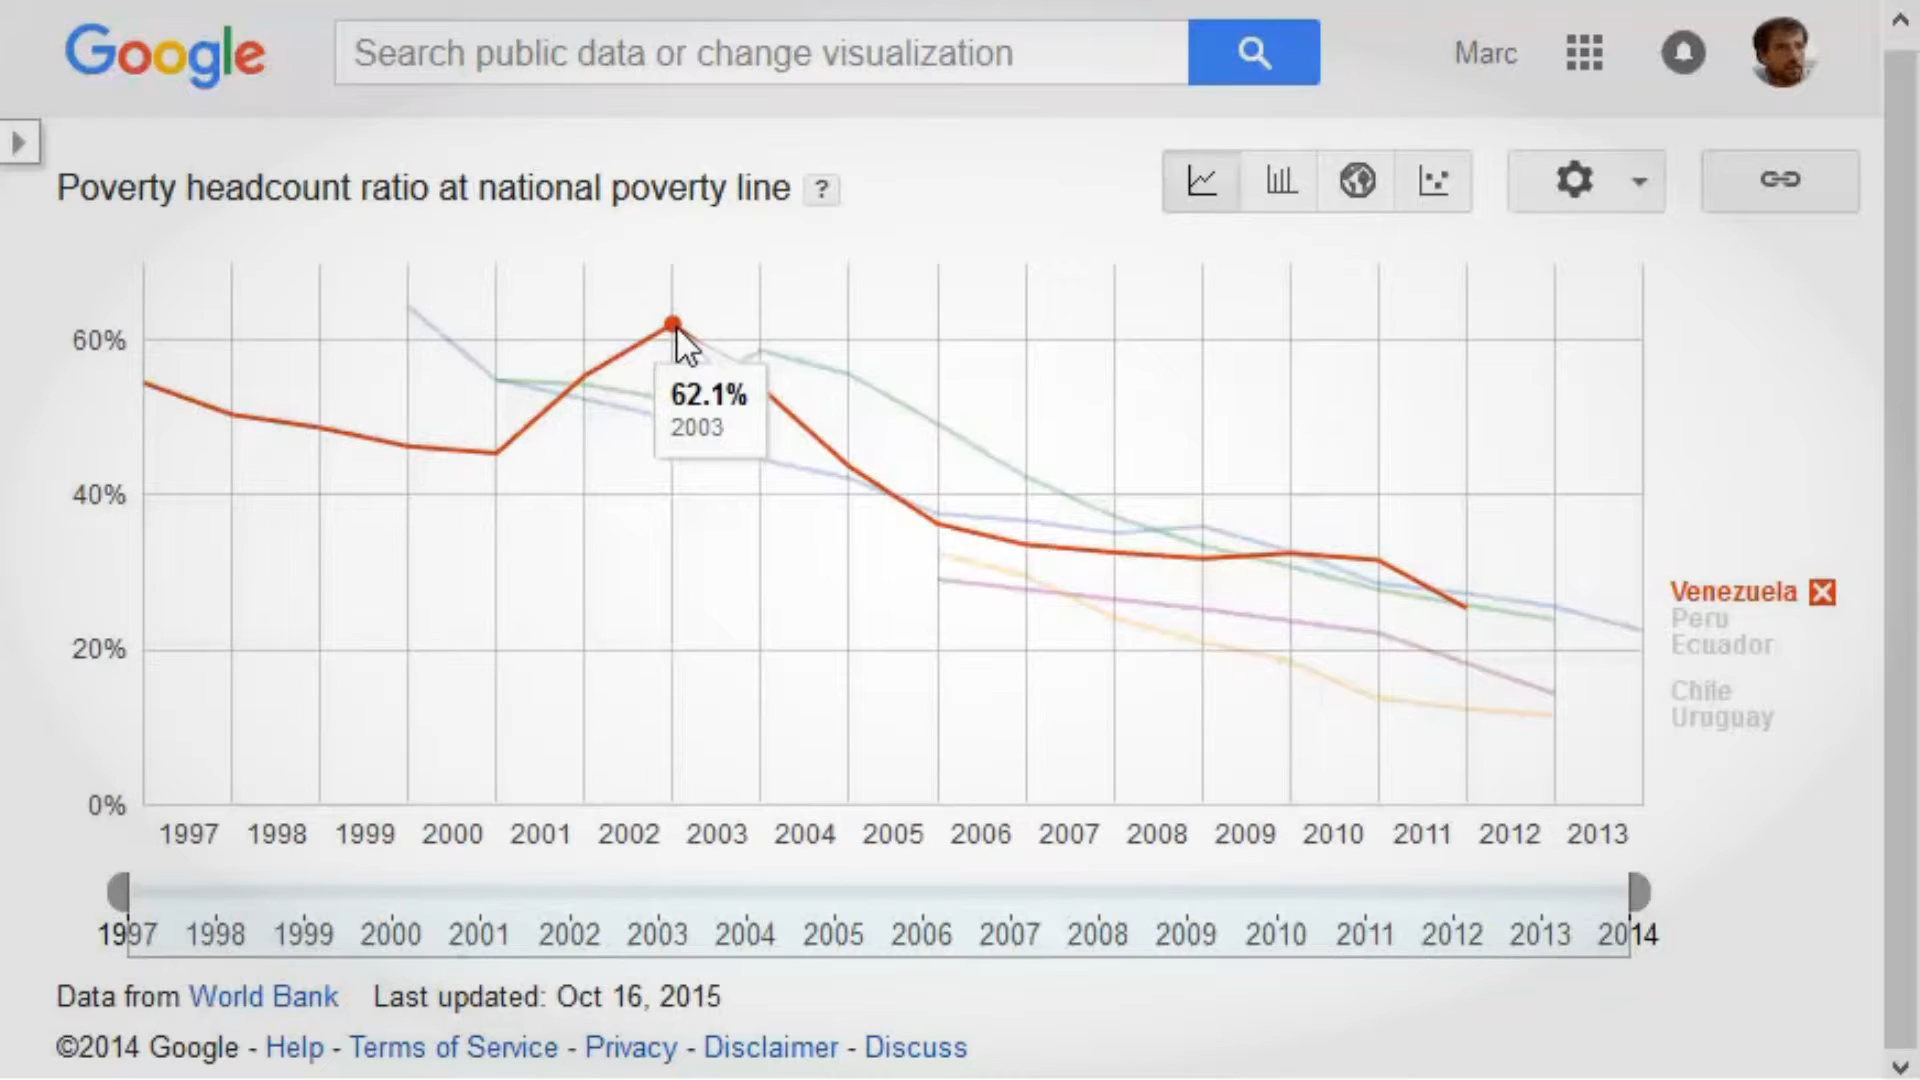 Google
Search public data or change visualization
Marc
Poverty headcount ratio at national poverty line ?
60%
40%
20%
0%
62.1%
2003
Venezuela
Peru
Ecuador
Chile
Uruguay
1997 1998 1999 2000 2001 2002 2003 2004 2005 2006 2007 2008 2009 2010 2011 2012 2013
1997 1998 1999 2000 2001 2002 2003 2004 2005 2006 2007 2008 2009 2010 2011 2012 2013 2014
Data from World Bank Last updated: Oct 16, 2015
©2014 Google - Help - Terms of Service - Privacy - Disclaimer - Discuss